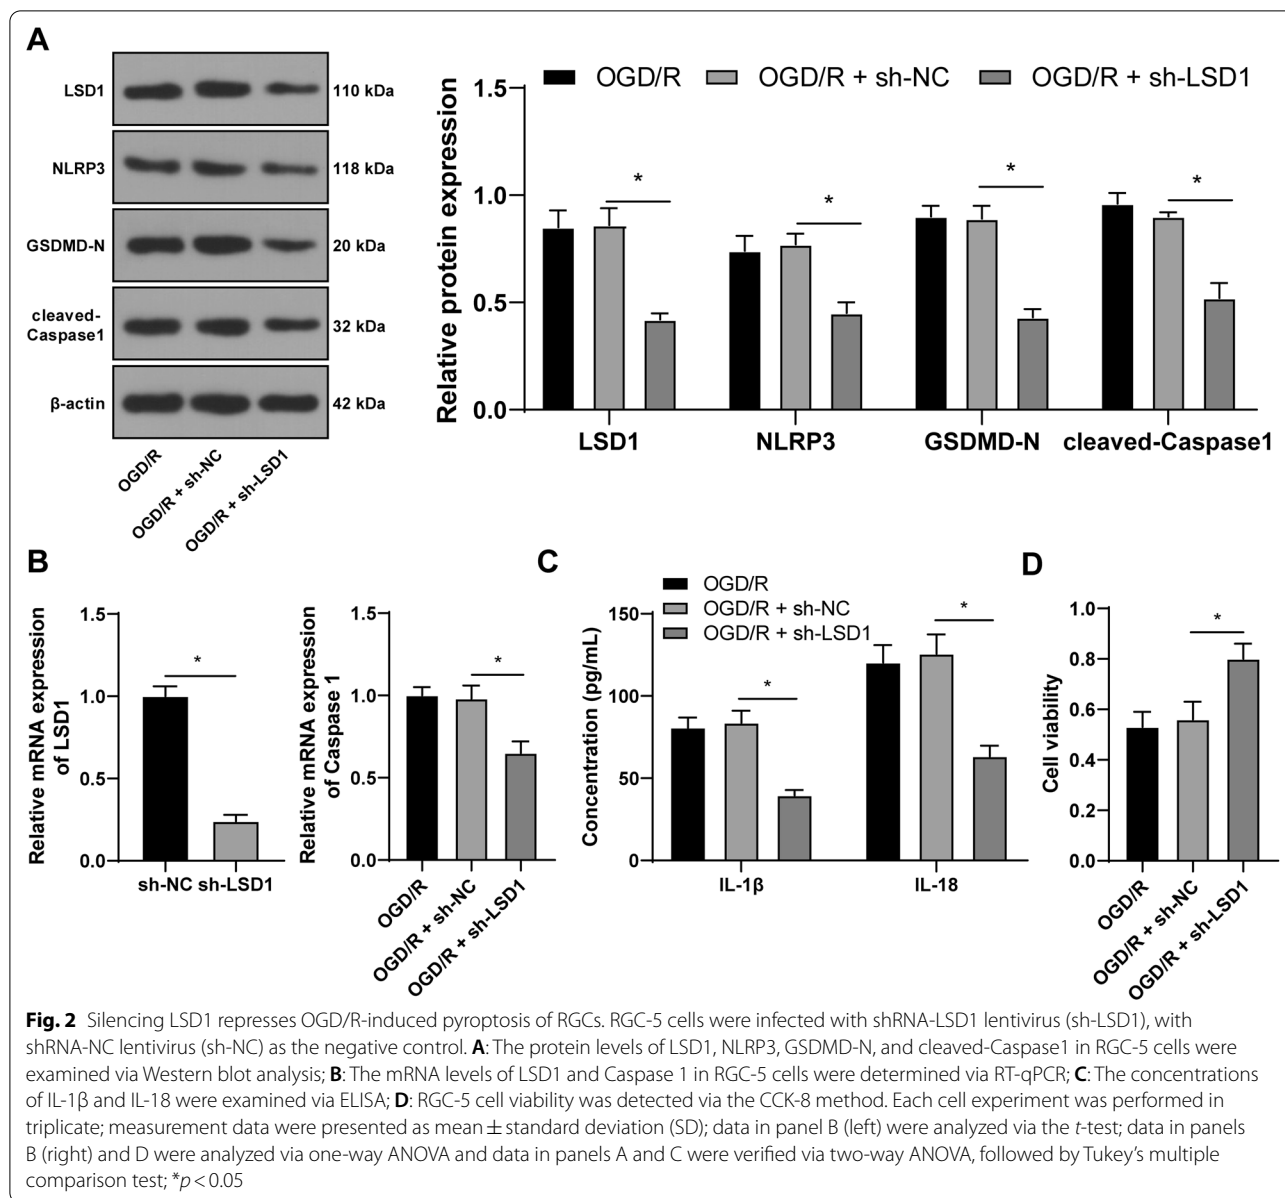 A
LSD1
110 kDa
NLRP3
118 kDa
GSDMD-N
20 kDa
cleaved-
Caspase1
32 kDa
β-actin
42 kDa
OGD/R
OGD/R + sh-NC
OGD/R + sh-LSD1
OGD/R
OGD/R + sh-NC
OGD/R + sh-LSD1
Relative protein expression
1.5
1.0
0.5
0.0
*
*
*
*
LSD1
NLRP3
GSDMD-N
cleaved-Caspase1
B
Relative mRNA expression
of LSD1
1.5
1.0
0.5
0.0
*
sh-NC
sh-LSD1
Relative mRNA expression
of Caspase 1
1.5
1.0
0.5
0.0
*
OGD/R
OGD/R + sh-NC
OGD/R + sh-LSD1
C
OGD/R
OGD/R + sh-NC
OGD/R + sh-LSD1
Concentration (pg/mL)
150
100
50
0
*
*
IL-1β
IL-18
D
Cell viability
1.0
0.8
0.6
0.4
0.2
0.0
*
OGD/R
OGD/R + sh-NC
OGD/R + sh-LSD1
Fig. 2 Silencing LSD1 represses OGD/R-induced pyroptosis of RGCs. RGC-5 cells were infected with shRNA-LSD1 lentivirus (sh-LSD1), with
shRNA-NC lentivirus (sh-NC) as the negative control. A: The protein levels of LSD1, NLRP3, GSDMD-N, and cleaved-Caspase1 in RGC-5 cells were
examined via Western blot analysis; B: The mRNA levels of LSD1 and Caspase 1 in RGC-5 cells were determined via RT-qPCR; C: The concentrations
of IL-1β and IL-18 were examined via ELISA; D: RGC-5 cell viability was detected via the CCK-8 method. Each cell experiment was performed in
triplicate; measurement data were presented as mean ± standard deviation (SD); data in panel B (left) were analyzed via the t-test; data in panels
B (right) and D were analyzed via one-way ANOVA and data in panels A and C were verified via two-way ANOVA, followed by Tukey's multiple
comparison test; *p < 0.05